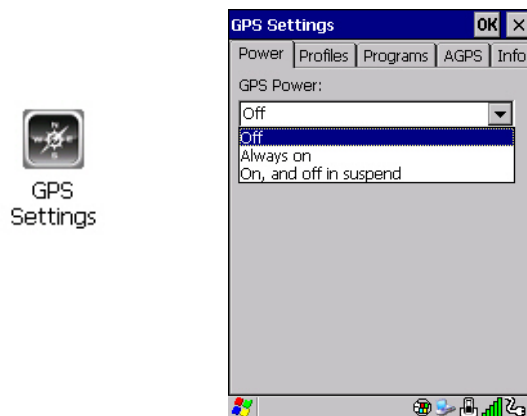 GPS Settings
OK
Power Profiles Programs AGPS Info
GPS Power:
Off
Off
Always on
On, and off in suspend
GPS
Settings